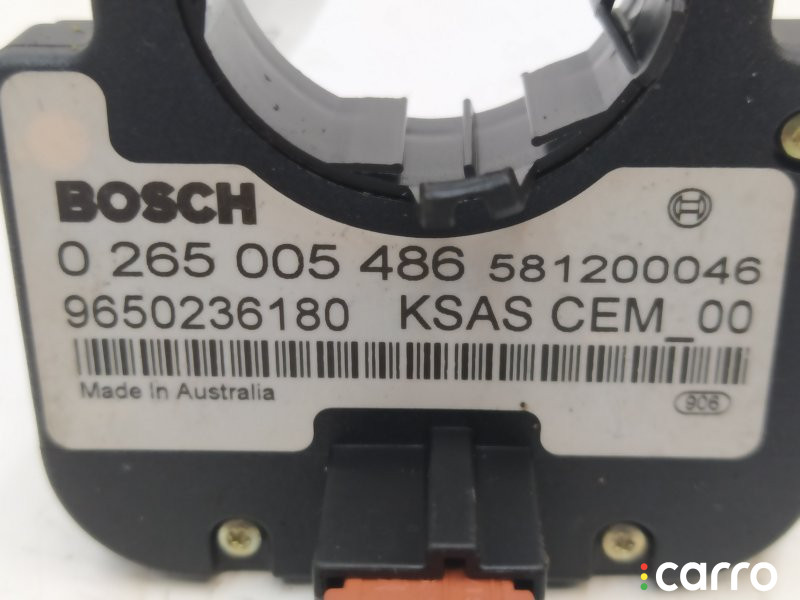 BOSCH
0 265 005 486 581200046
9650236180 KSAS CEM_00
Made In Australia
906
carro